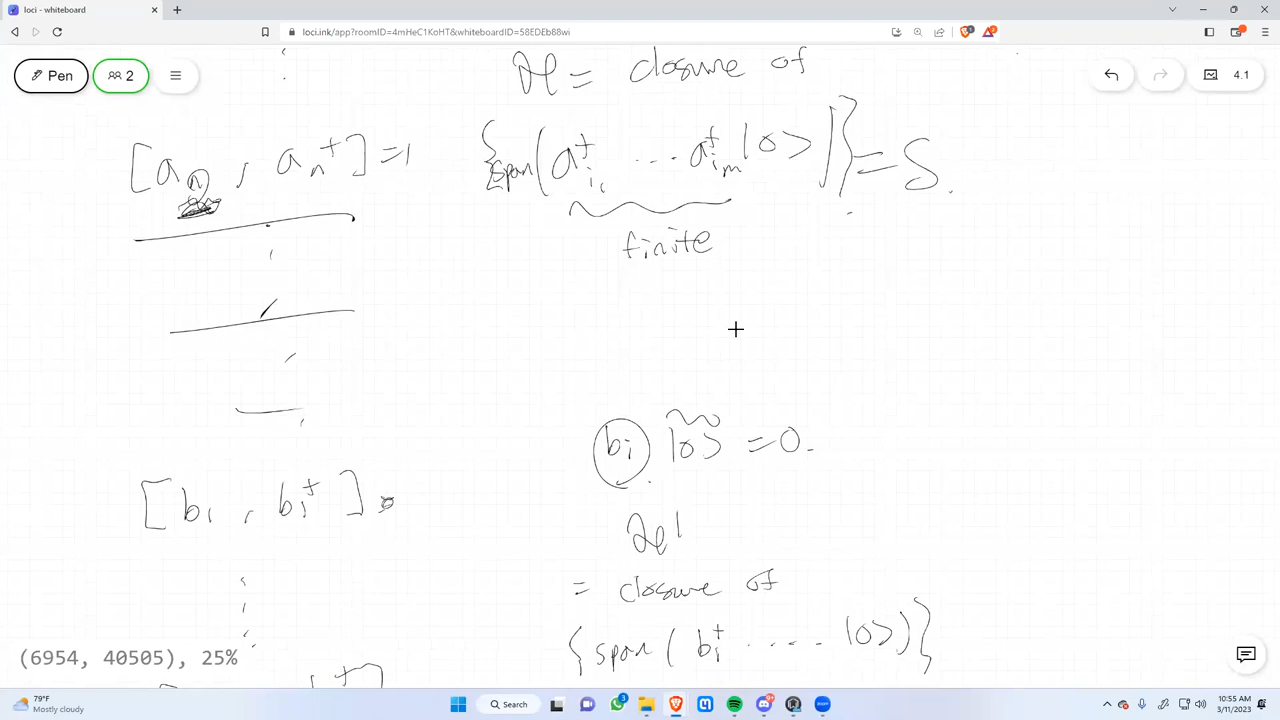 loci - whiteboard
loci.ink/app?roomID=4mHeC1KoHT&whiteboardID=58EDEb88wi
Pen
2
4.1
ℋ = closure of
[a_n , a_n†] = 1
{span(a†_{i_1} ... a†_{i_m} |0>)} = S.
finite
b_i |0> = 0.
[b_i , b_i†]
ℋ'
= closure of
{span( b_i† .... |0>)}
(6954, 40505), 25%
79°F
Mostly cloudy
Search
3
10:55 AM
3/11/2023